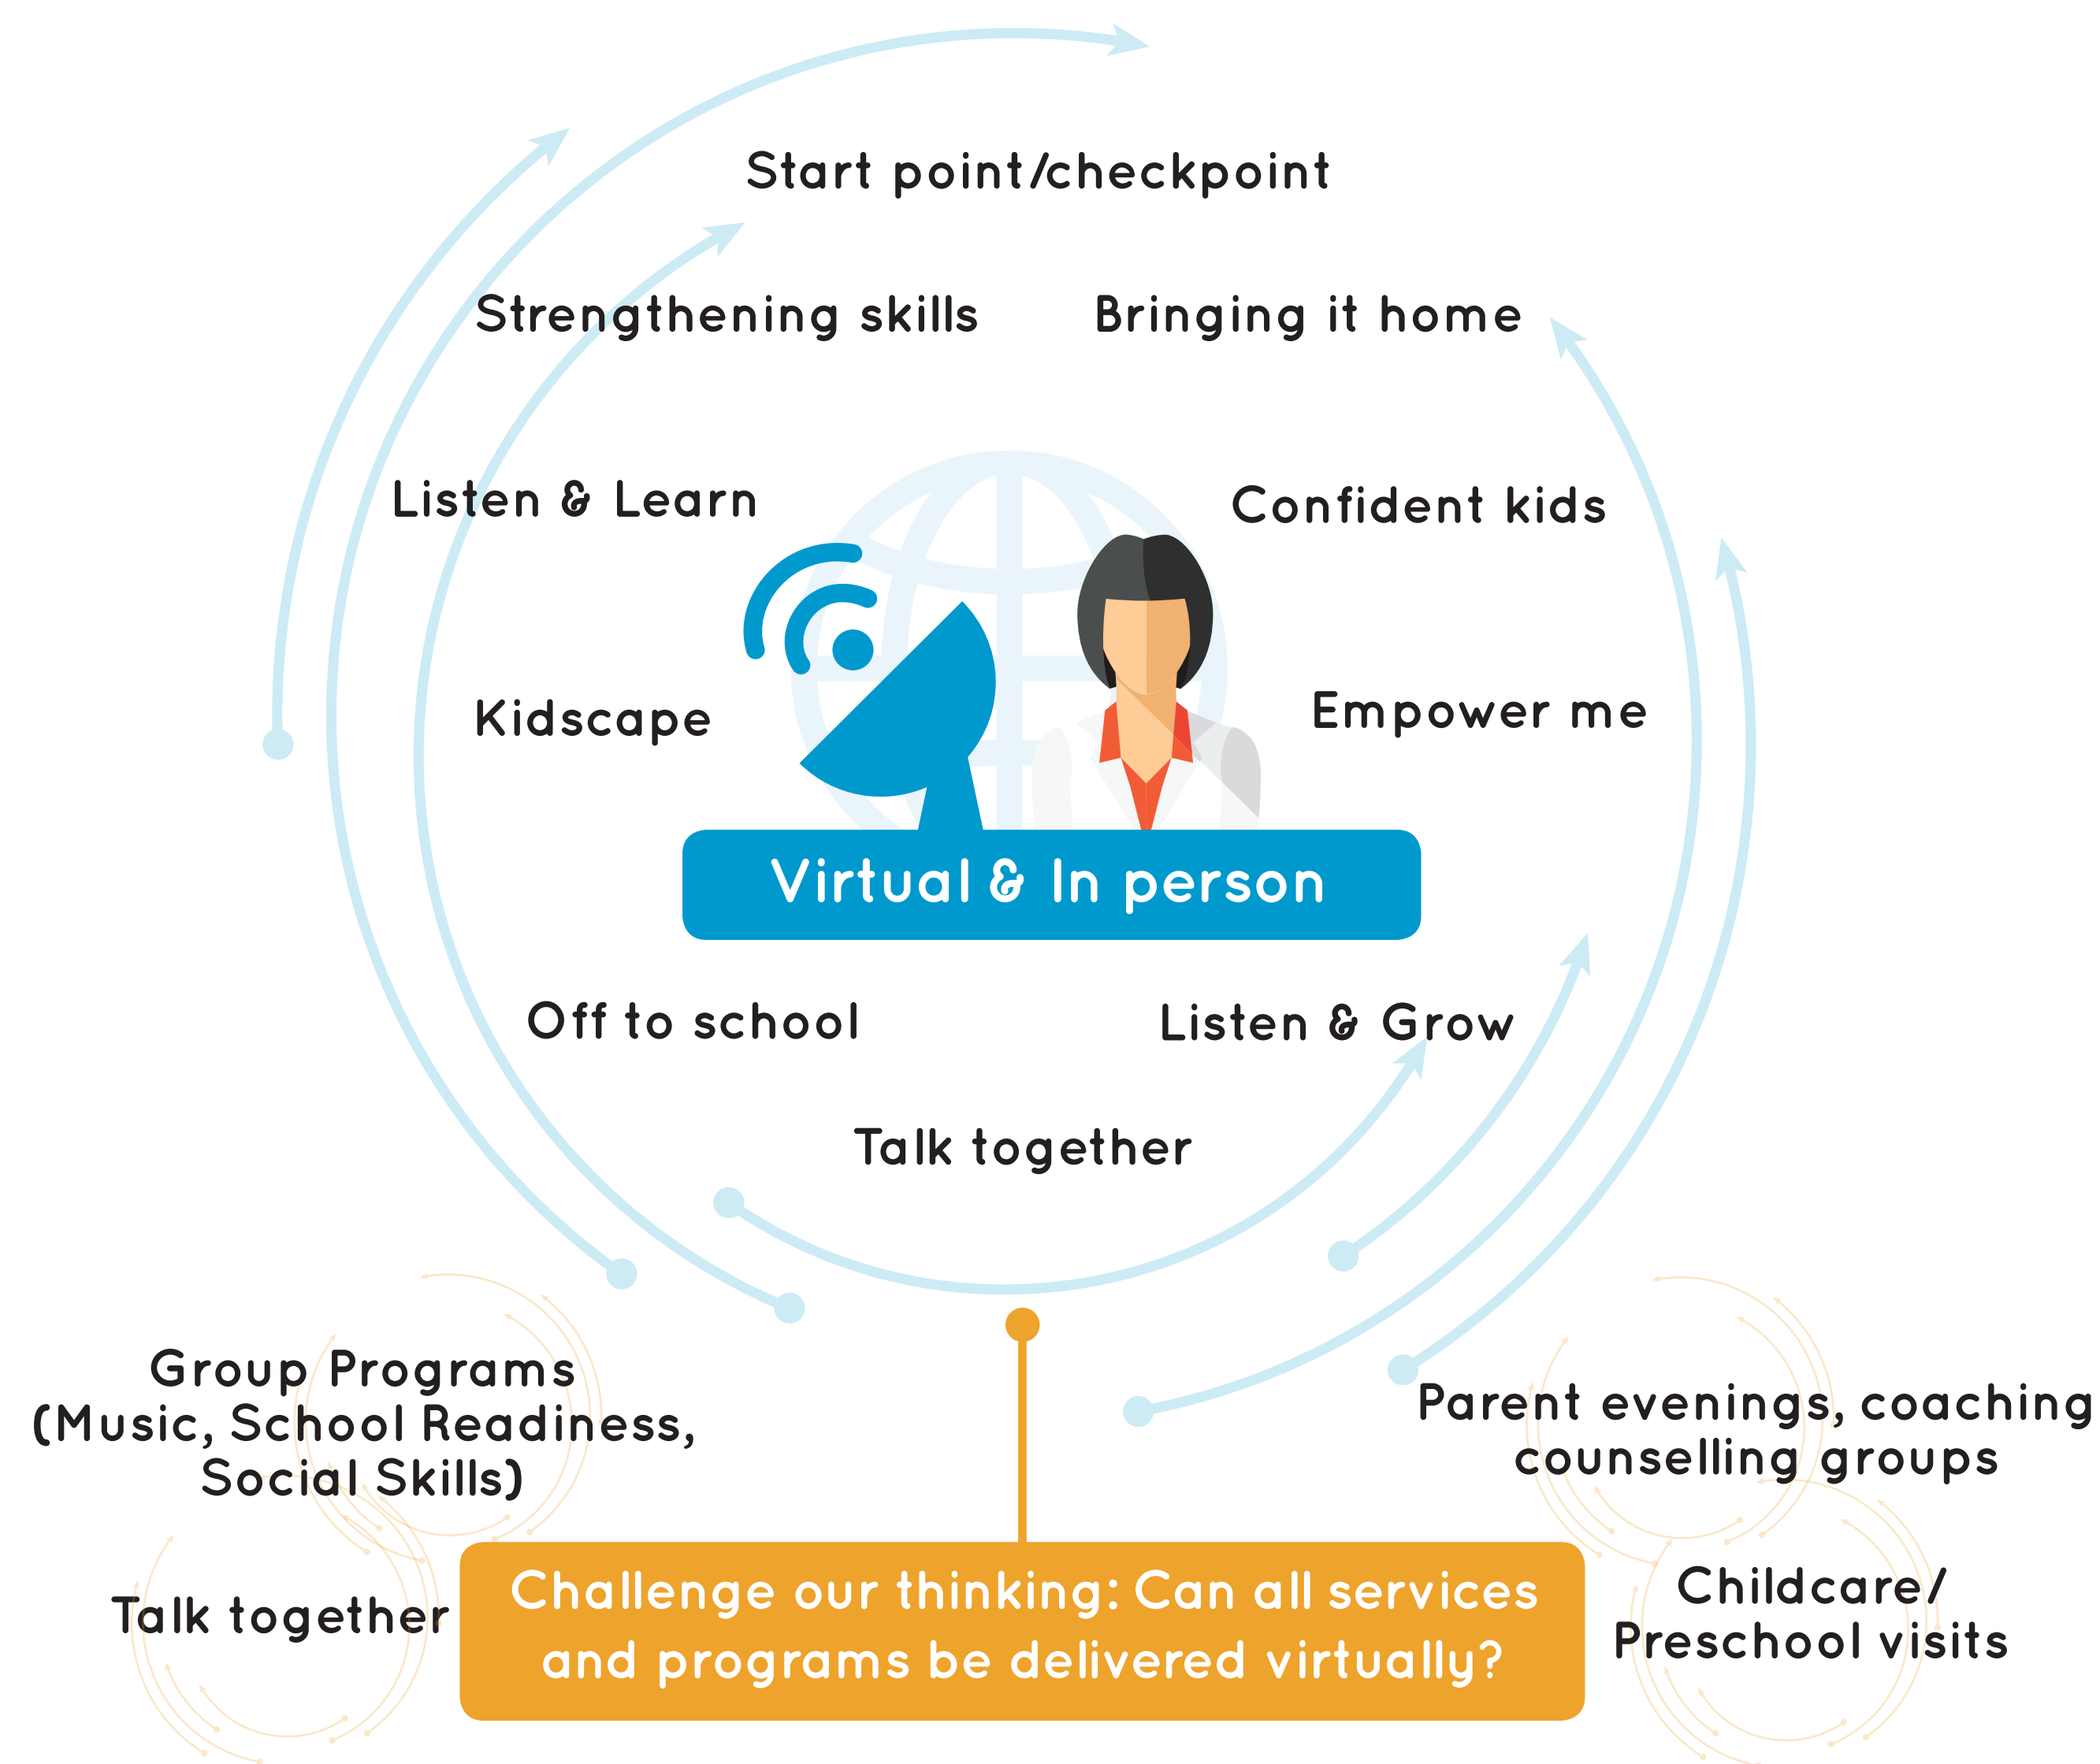 Start point/checkpoint
Strengthening skills
Bringing it home
Listen & Learn
Confident kids
Kidscape
Empower me
Virtual & In person
Off to school
Listen & Grow
Talk together
Group Programs
(Music, School Readiness,
Social Skills)
Parent evenings, coaching
counselling groups
Talk together
Challenge our thinking: Can all services
and programs be delivered virtually?
Childcare/
Preschool visits